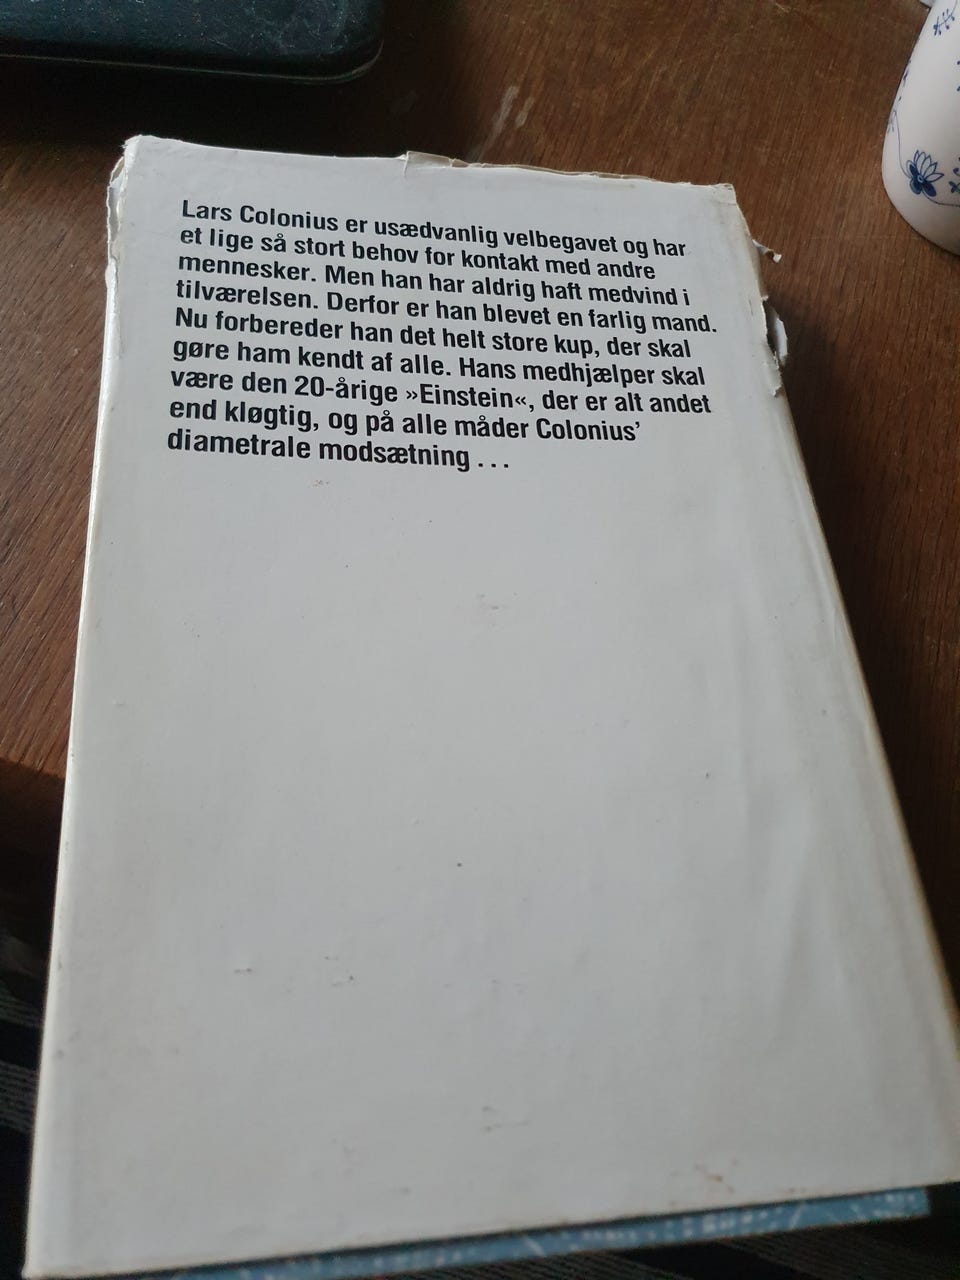 Lars Colonius er usædvanlig velbegavet og har
et lige så stort behov for kontakt med andre
mennesker. Men han har aldrig haft medvind i
tilværelsen. Derfor er han blevet en farlig mand.
Nu forbereder han det helt store kup, der skal
gøre ham kendt af alle. Hans medhjælper skal
være den 20-årige »Einstein«, der er alt andet
end kløgtig, og på alle måder Colonius’
diametrale modsætning . . .